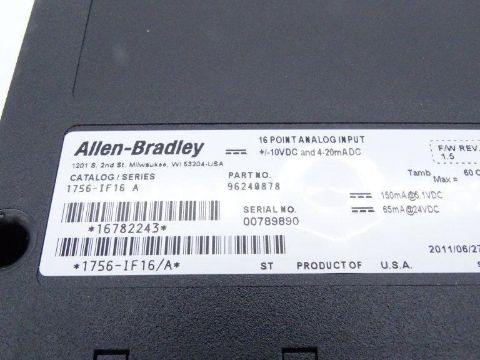 Allen-Bradley
1201 S. 2nd St. Milwaukee, WI 53204-USA
16 POINT ANALOG INPUT
+/-10VDC and 4-20mADC
F/W REV.
1.5
CATALOG / SERIES
1756-IF16 A
PART NO.
96240878
Tamb
Max = 60
150mA@5.1VDC
65mA@24VDC
*16782243*
SERIAL NO.
00789890
*1756-IF16/A*
ST PRODUCT OF U.S.A.
2011/06/27